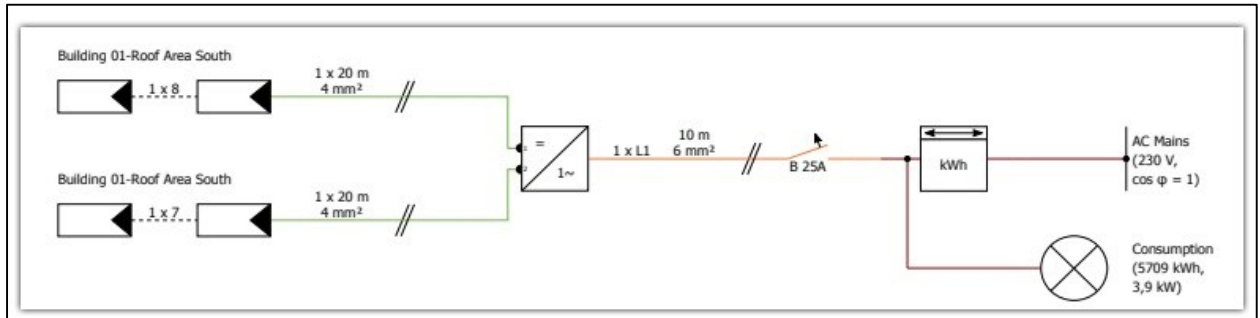 Building 01-Roof Area South
1 x 8
1 x 20 m
4 mm²
Building 01-Roof Area South
1 x 7
1 x 20 m
4 mm²
1
2
=
1~
1 x L1
10 m
6 mm²
B 25A
kWh
AC Mains
(230 V,
cos φ = 1)
Consumption
(5709 kWh,
3,9 kW)